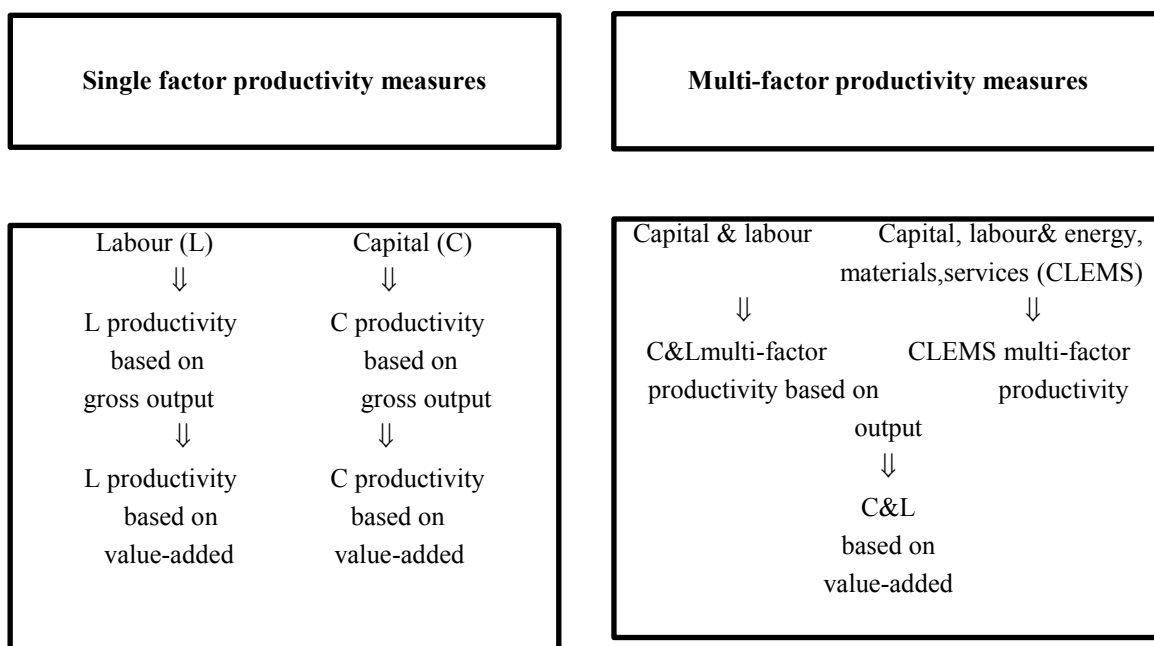 Single factor productivity measures
Multi-factor productivity measures
Labour (L) Capital (C)
⇓ ⇓
L productivity C productivity
based on based on
gross output gross output
⇓ ⇓
L productivity C productivity
based on based on
value-added value-added
Capital & labour Capital, labour& energy,
materials,services (CLEMS)
⇓ ⇓
C&Lmulti-factor CLEMS multi-factor
productivity based on productivity
output
⇓
C&L
based on
value-added